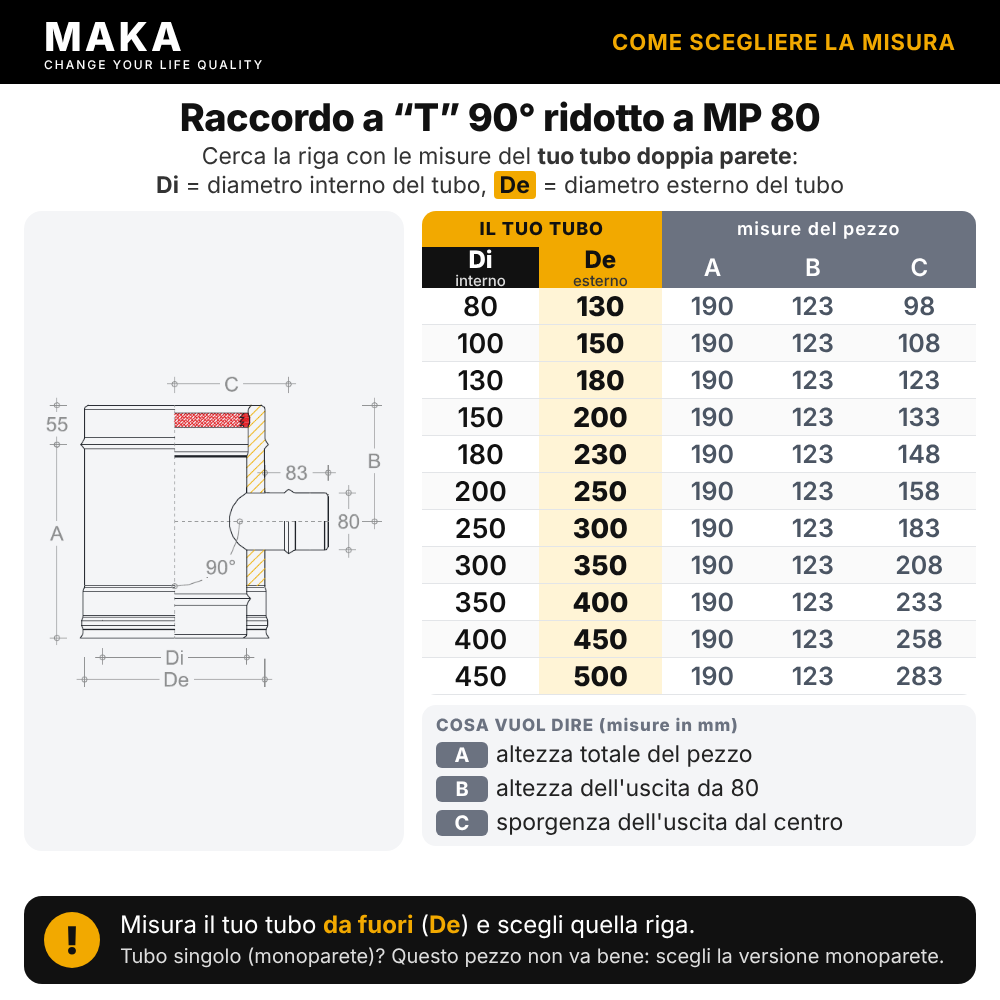 MAKA
CHANGE YOUR LIFE QUALITY
COME SCEGLIERE LA MISURA
Raccordo a “T” 90° ridotto a MP 80
Cerca la riga con le misure del tuo tubo doppia parete:
Di = diametro interno del tubo, De = diametro esterno del tubo
C
55
B
83
A
80
90°
Di
De
IL TUO TUBO misure del pezzo
Di De A B C
interno esterno
80 130 190 123 98
100 150 190 123 108
130 180 190 123 123
150 200 190 123 133
180 230 190 123 148
200 250 190 123 158
250 300 190 123 183
300 350 190 123 208
350 400 190 123 233
400 450 190 123 258
450 500 190 123 283
COSA VUOL DIRE (misure in mm)
A altezza totale del pezzo
B altezza dell'uscita da 80
C sporgenza dell'uscita dal centro
! Misura il tuo tubo da fuori (De) e scegli quella riga.
Tubo singolo (monoparete)? Questo pezzo non va bene: scegli la versione monoparete.